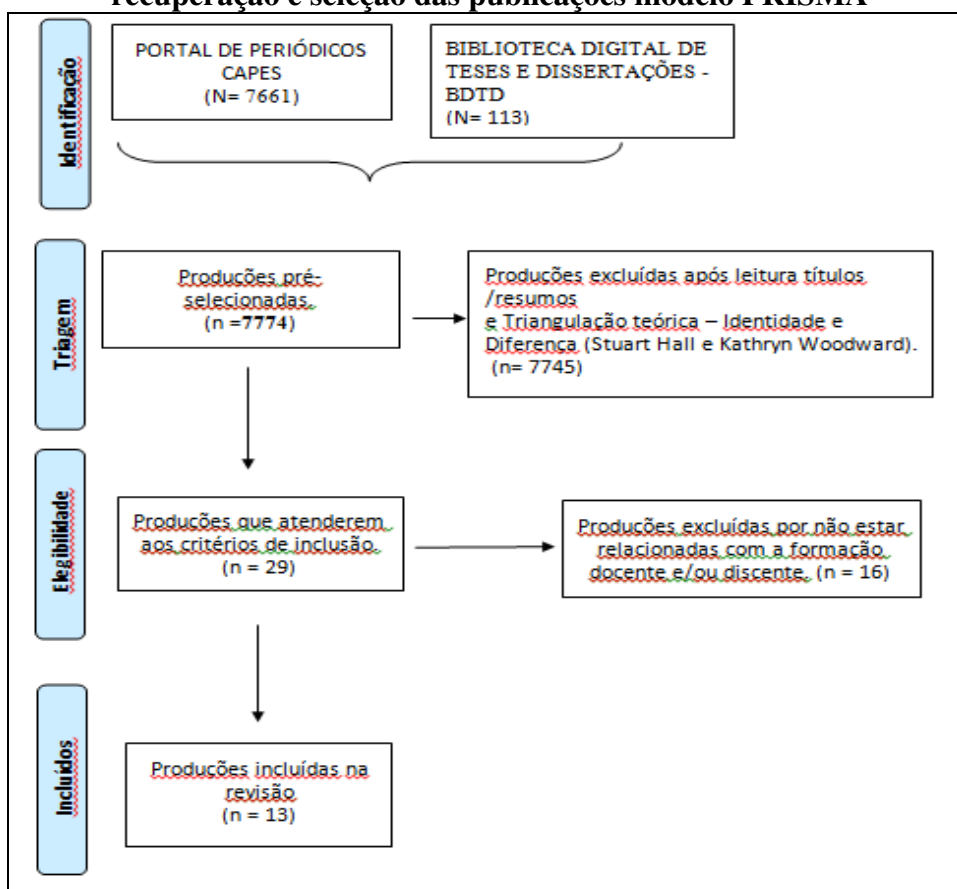 recuperação e seleção das publicações modelo PRISMA
Identificação
PORTAL DE PERIÓDICOS
CAPES
(N= 7661)
BIBLIOTECA DIGITAL DE
TESES E DISSERTAÇÕES -
BDTD
(N= 113)
Triagem
Produções pré-
selecionadas.
(n =7774)
Produções excluídas após leitura títulos
/resumos
e Triangulação teórica – Identidade e
Diferença (Stuart Hall e Kathryn Woodward).
(n= 7745)
Elegibilidade
Produções que atenderem
aos critérios de inclusão.
(n = 29)
Produções excluídas por não estar
relacionadas com a formação
docente e/ou discente. (n = 16)
Incluídos
Produções incluídas na
revisão
(n = 13)